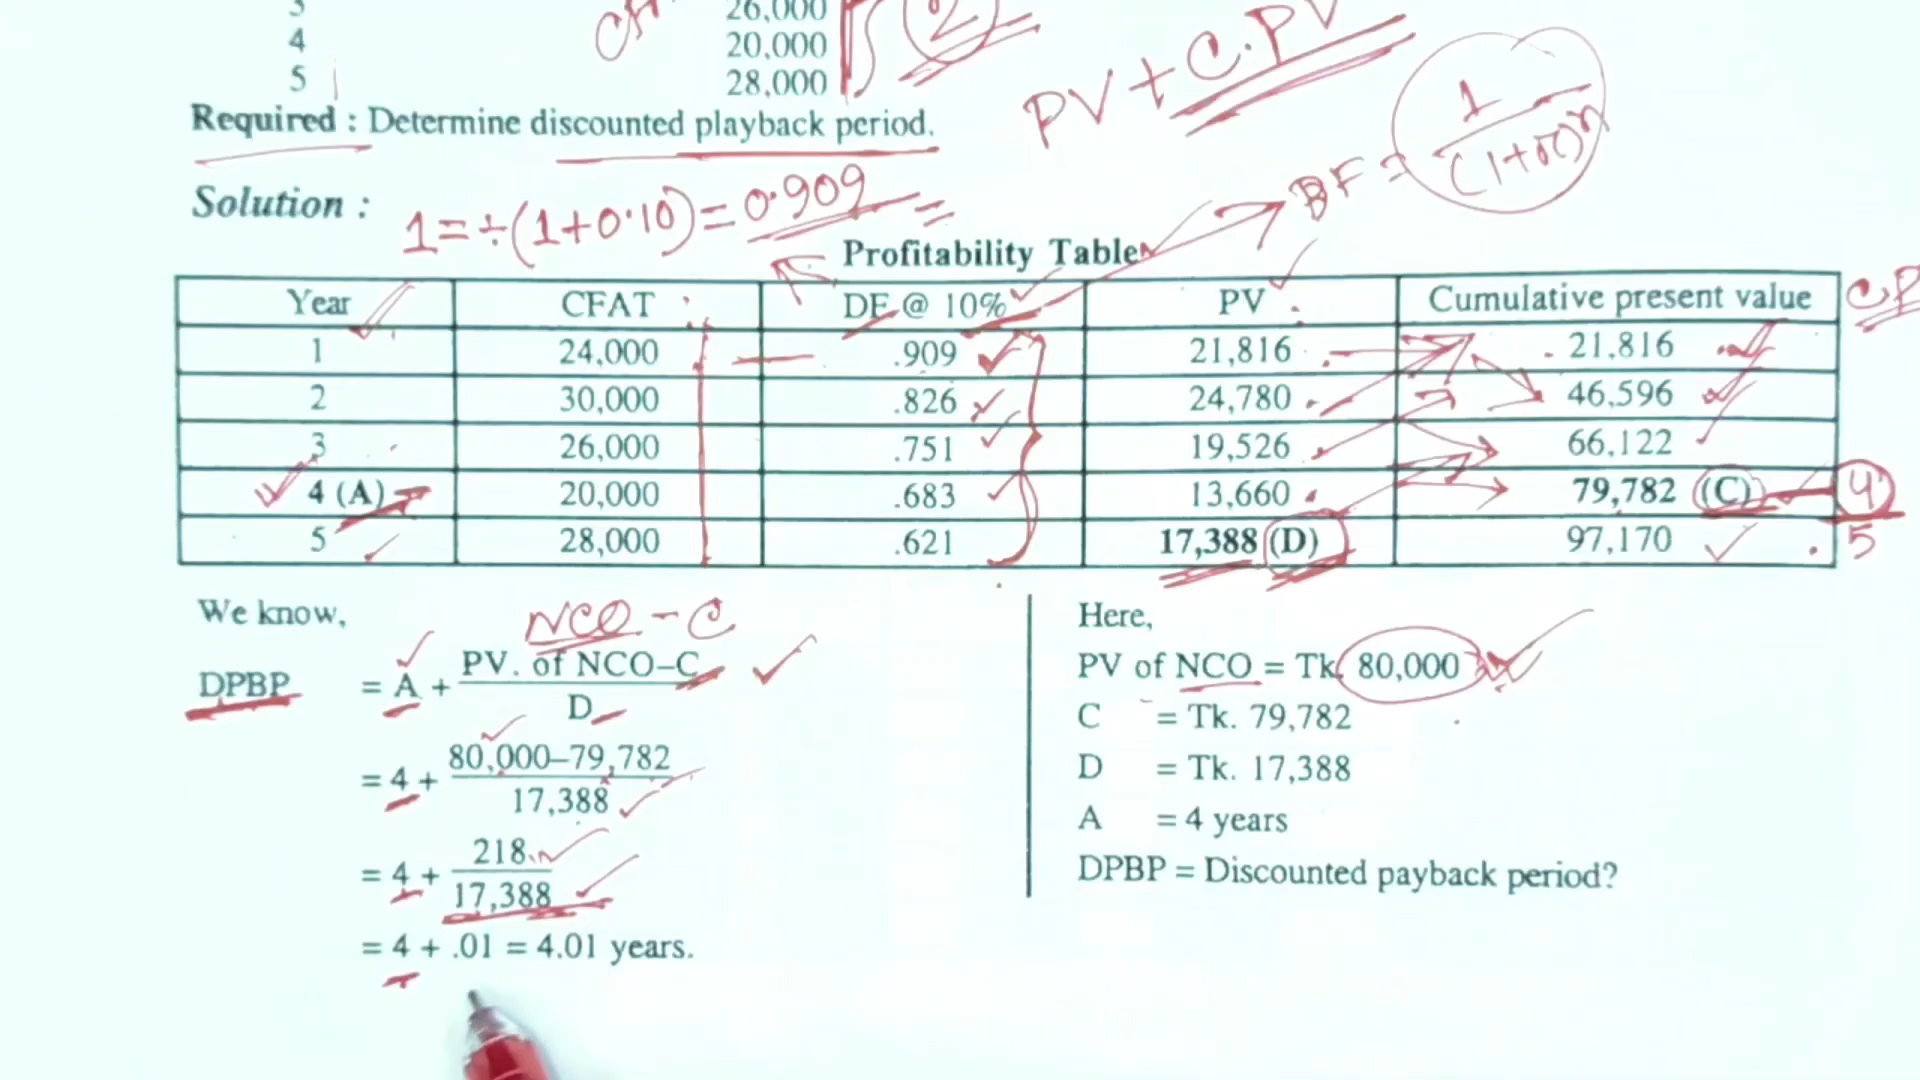 3 26,000
4 20,000
5 28,000
PV + C.PV
Required : Determine discounted playback period.
1/(1+r)ⁿ
Solution :
1=÷(1+0.10)=0.909=
Profitability Table
Year CFAT DF @ 10% PV Cumulative present value
1 24,000 .909 21,816 21,816
2 30,000 .826 24,780 46,596
3 26,000 .751 19,526 66,122
4 (A) 20,000 .683 13,660 79,782 (C) 4
5 28,000 .621 17,388 (D) 97,170 5
We know,
NCO - C
DPBP = A + PV. of NCO–C / D
= 4 + 80,000–79,782 / 17,388
= 4 + 218 / 17,388
= 4 + .01 = 4.01 years.
Here,
PV of NCO = Tk. 80,000
C = Tk. 79,782
D = Tk. 17,388
A = 4 years
DPBP = Discounted payback period?